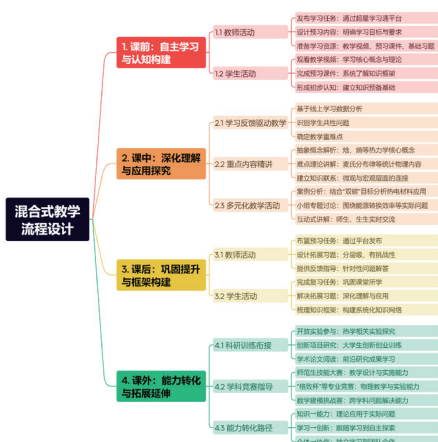 混合式教学
流程设计
1. 课前：自主学习
与认知构建
1.1 教师活动
发布学习任务：通过超星学习通平台
设计预习内容：明确学习目标与要求
准备学习资源：教学视频、预习课件、基础习题
1.2 学生活动
观看教学视频：学习核心概念与理论
完成预习课件：系统了解知识框架
形成初步认知：建立知识预备基础
2. 课中：深化理解
与应用探究
2.1 学习反馈驱动教学
基于线上学习数据分析
识别学生共性问题
确定教学重难点
2.2 重点内容精讲
抽象概念解析：焓、熵等热力学核心概念
难点理论讲解：麦氏分布律等统计物理内容
建立知识联系：微观与宏观层面的连接
2.3 多元化教学活动
案例分析：结合"双碳"目标分析热电材料应用
小组专题讨论：围绕能源转换效率等实际问题
互动式讲解：师生、生生实时交流
3. 课后：巩固提升
与框架构建
3.1 教师活动
布置预习任务：通过平台发布
设计拓展习题：分层级、有挑战性
提供反馈指导：针对性问题解答
3.2 学生活动
完成复习任务：巩固课堂所学
解决拓展习题：深化理解与应用
梳理知识框架：构建系统化知识网络
4. 课外：能力转化
与拓展延伸
4.1 科研训练衔接
开放实验参与：热学相关实验探究
创新项目研究：大学生创新创业训练
学术论文阅读：前沿研究成果学习
4.2 学科竞赛指导
师范生技能大赛：教学设计与实施能力
"格致杯"等专业竞赛：物理教学与实验能力
数学建模挑战赛：跨学科问题解决能力
4.3 能力转化路径
知识→能力：理论应用于实际问题
学习→创新：跟随学习到自主探索